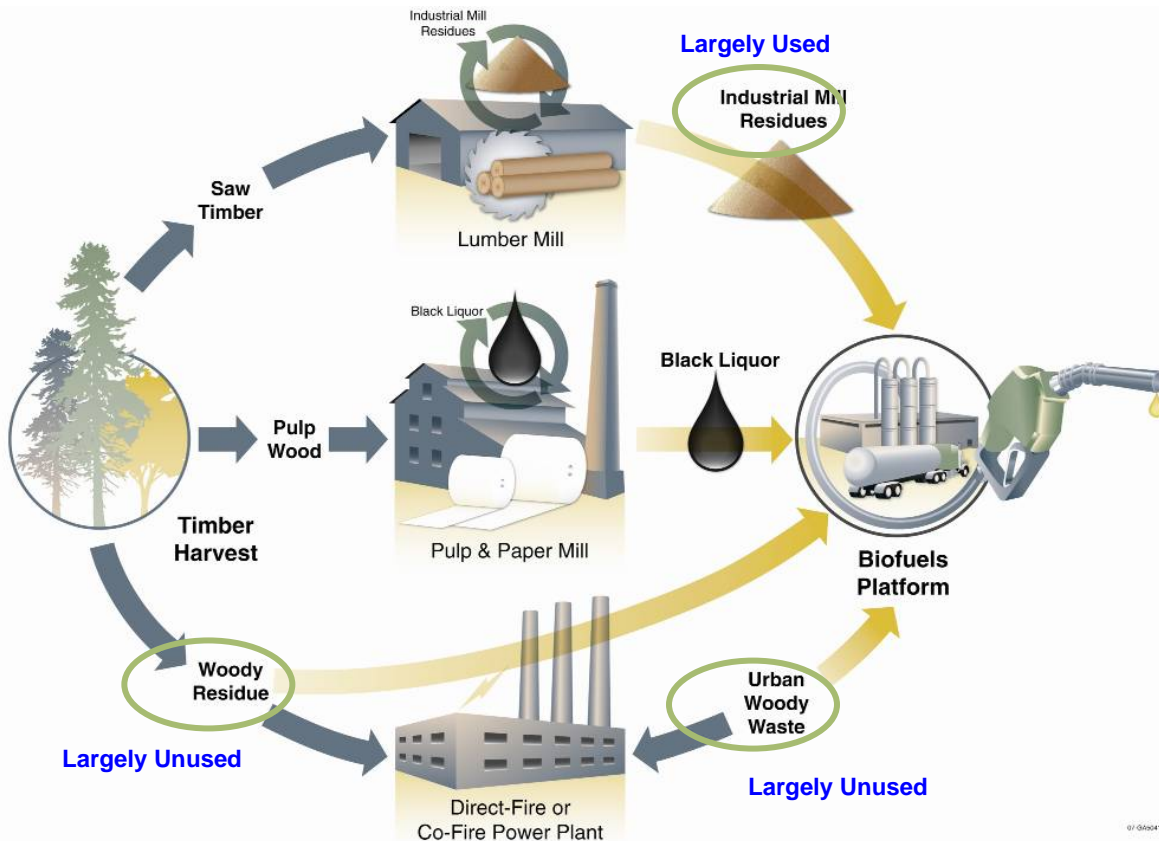 Industrial Mill
Residues
Largely Used
Industrial Mill
Residues
Saw
Timber
Lumber Mill
Black Liquor
Black Liquor
Pulp
Wood
Timber
Harvest
Pulp & Paper Mill
Biofuels
Platform
Woody
Residue
Urban
Woody
Waste
Largely Unused
Largely Unused
Direct-Fire or
Co-Fire Power Plant